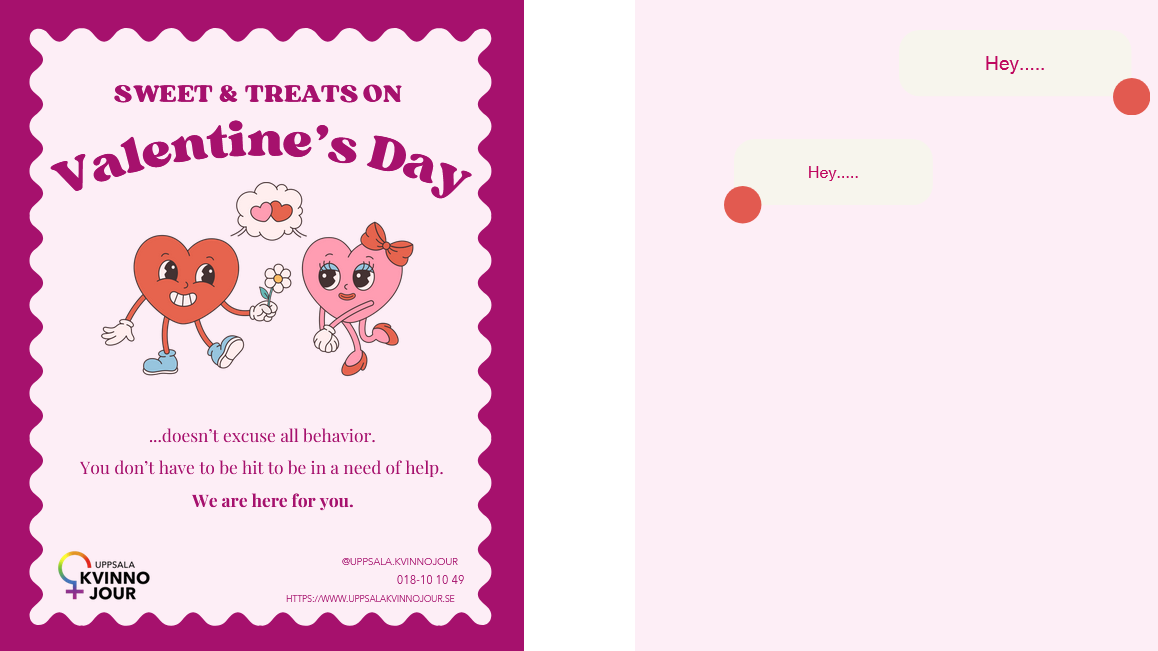 SWEET & TREATS ON
Valentine's Day
...doesn't excuse all behavior.
You don't have to be hit to be in a need of help.
We are here for you.
UPPSALA
KVINNO
JOUR
@UPPSALA.KVINNOJOUR
018-10 10 49
HTTPS://WWW.UPPSALAKVINNOJOUR.SE
Hey.....
Hey.....